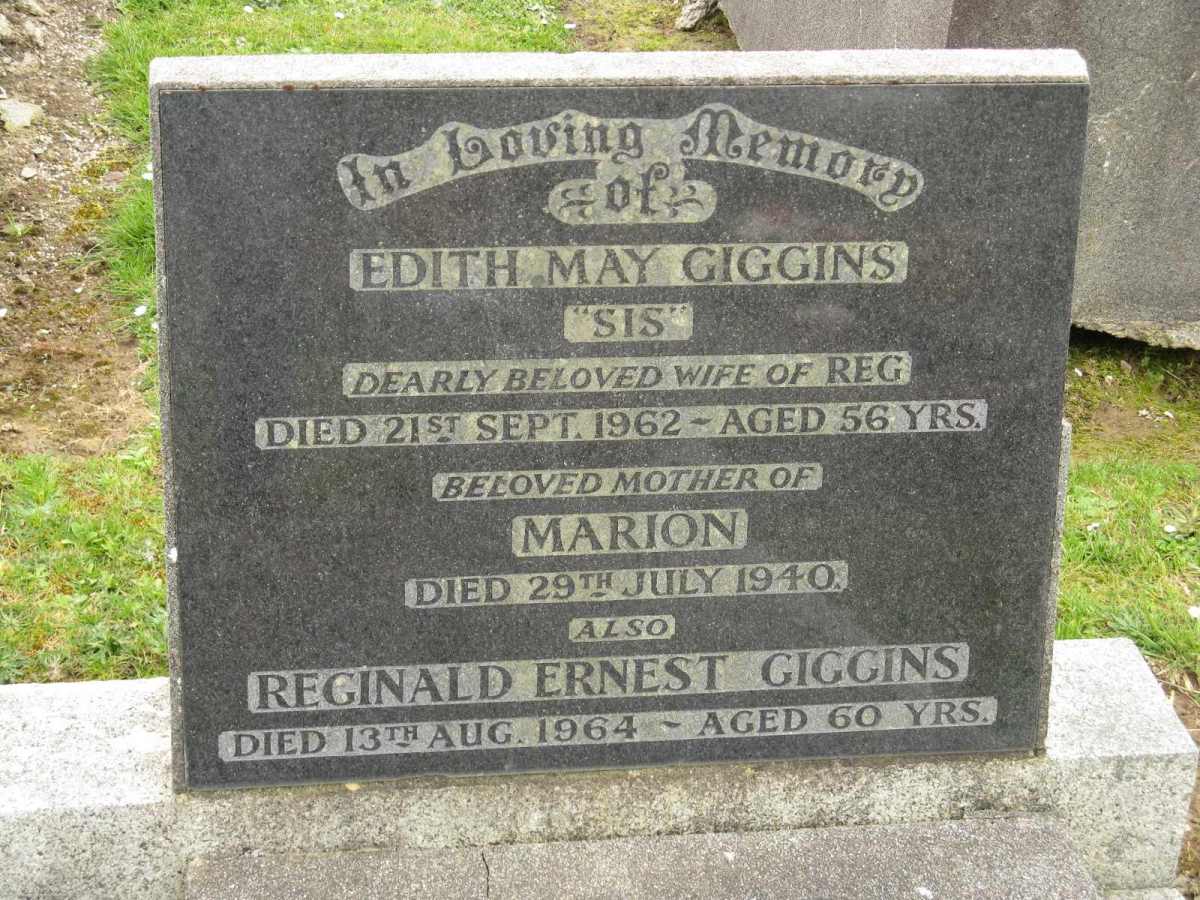 In Loving Memory
of
EDITH MAY GIGGINS
"SIS"
DEARLY BELOVED WIFE OF REG
DIED 21ST SEPT. 1962 ~ AGED 56 YRS.
BELOVED MOTHER OF
MARION
DIED 29TH JULY 1940.
ALSO
REGINALD ERNEST GIGGINS
DIED 13TH AUG. 1964 ~ AGED 60 YRS.